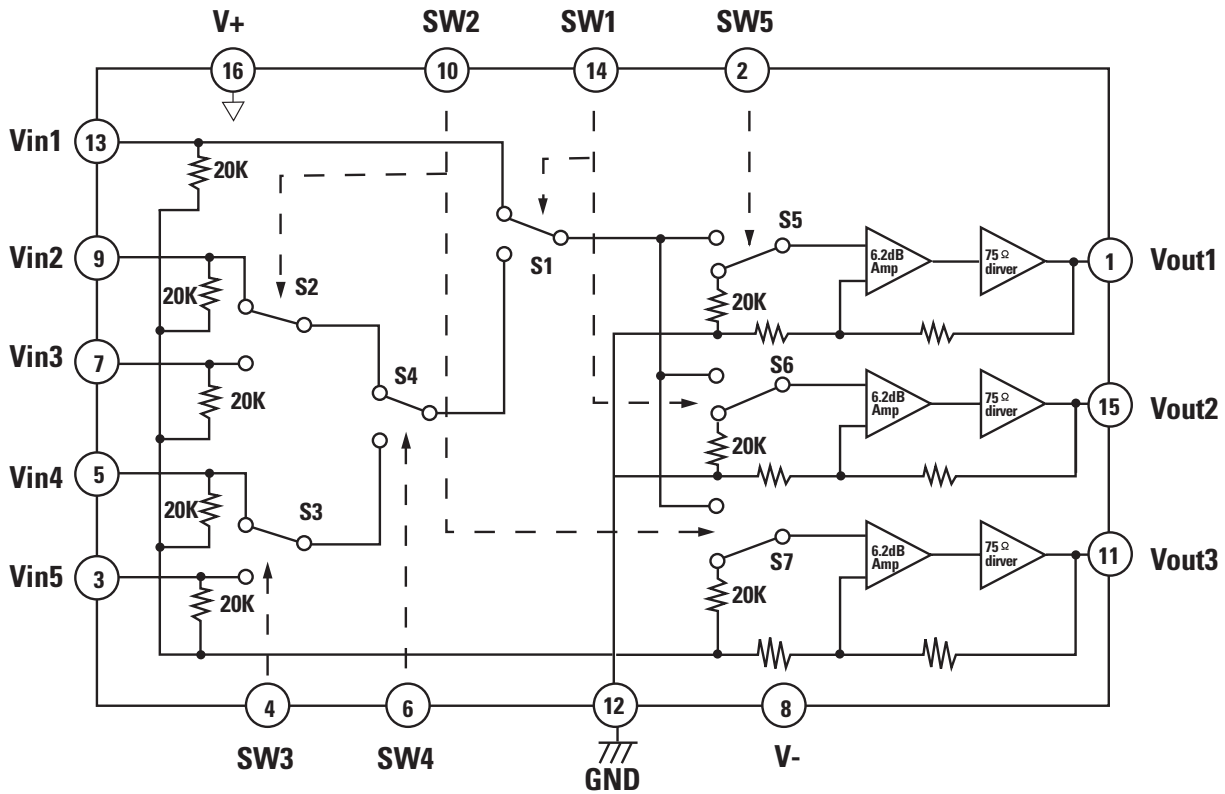 V+ SW2 SW1 SW5
16 10 14 2
Vin1 13
20K
S5
Vin2 9
S1
6.2dB
Amp
75Ω
dirver
1 Vout1
20K
S2
20K
Vin3 7
S4
S6
20K
6.2dB
Amp
75Ω
dirver
15 Vout2
20K
Vin4 5
20K
S3
S7
6.2dB
Amp
75Ω
dirver
11 Vout3
Vin5 3
20K
20K
4 6 12 8
SW3 SW4 GND V-